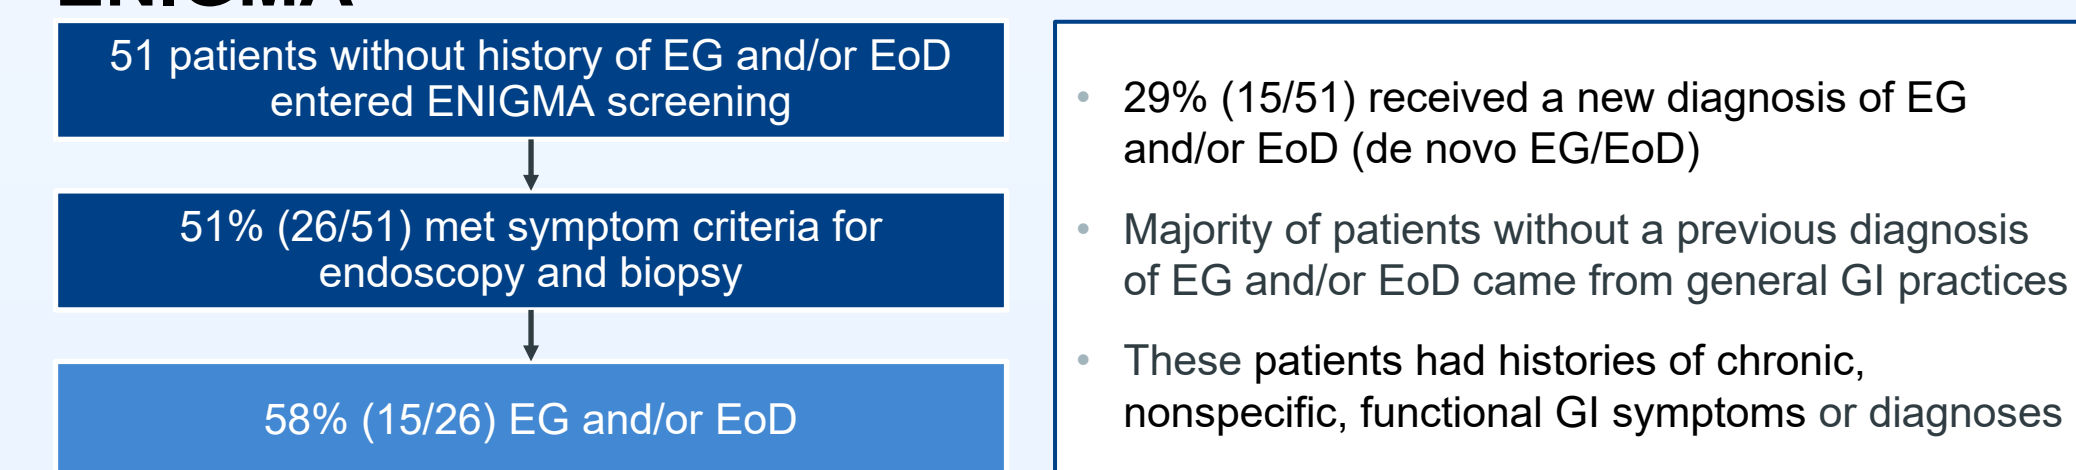 ENIGMA
51 patients without history of EG and/or EoD
entered ENIGMA screening
51% (26/51) met symptom criteria for
endoscopy and biopsy
58% (15/26) EG and/or EoD
• 29% (15/51) received a new diagnosis of EG
and/or EoD (de novo EG/EoD)
• Majority of patients without a previous diagnosis
of EG and/or EoD came from general GI practices
• These patients had histories of chronic,
nonspecific, functional GI symptoms or diagnoses